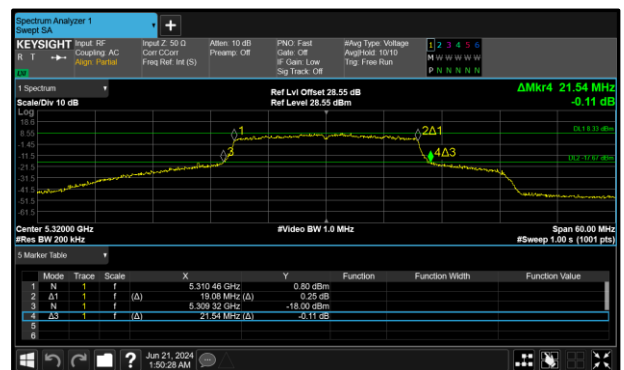 Spectrum Analyzer 1
Swept SA
+
KEYSIGHT Input: RF Input Z: 50 Ω Atten: 10 dB PNO: Fast #Avg Type: Voltage 1 2 3 4 5 6
R T Coupling: AC Corr CCorr Preamp: Off Gate: Off Avg|Hold: 10/10 M W W W W W
Align: Partial Freq Ref: Int (S) IF Gain: Low Trig: Free Run
Sig Track: Off P N N N N N
1 Spectrum Ref Lvl Offset 28.55 dB ΔMkr4 21.54 MHz
Scale/Div 10 dB Ref Level 28.55 dBm -0.11 dB
Log
18.6
8.55 1 2Δ1 DL1 8.33 dBm
-1.45
-11.5 3 4Δ3 DL2 -17.67 dBm
-21.5
-31.5
-41.5
-51.5
-61.5
Center 5.32000 GHz #Video BW 1.0 MHz Span 60.00 MHz
#Res BW 200 kHz #Sweep 1.00 s (1001 pts)
5 Marker Table
Mode Trace Scale X Y Function Function Width Function Value
1 N 1 f 5.310 46 GHz 0.80 dBm
2 Δ1 1 f (Δ) 19.08 MHz (Δ) 0.25 dB
3 N 1 f 5.309 32 GHz -18.00 dBm
4 Δ3 1 f (Δ) 21.54 MHz (Δ) -0.11 dB
5
6
? Jun 21, 2024
1:50:28 AM